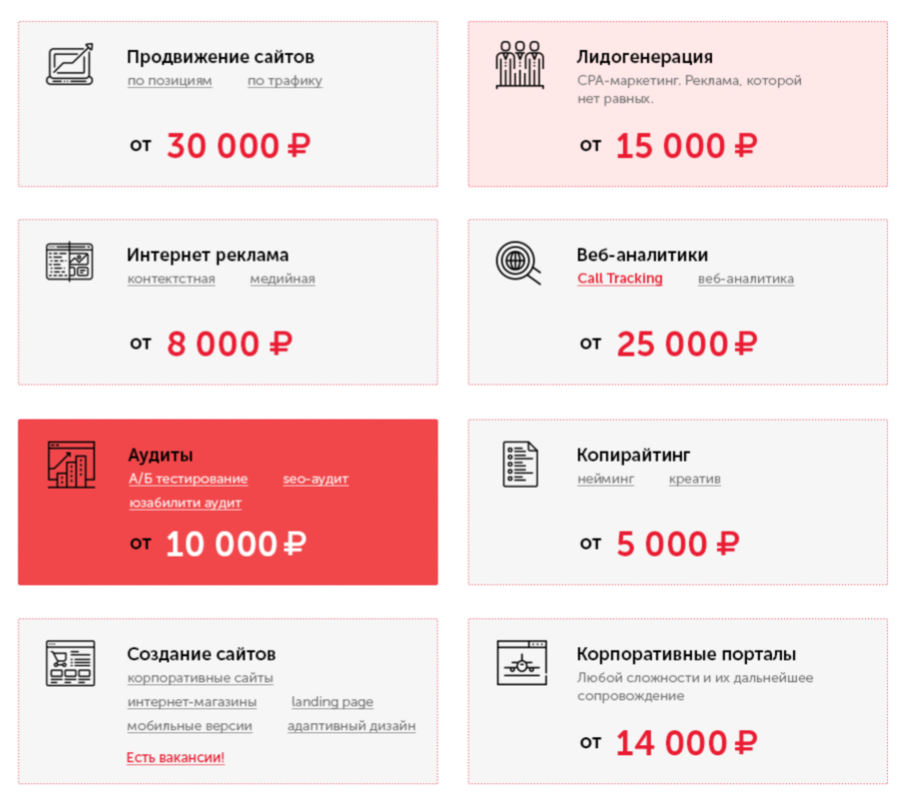 Продвижение сайтов
по позициям по трафику
от 30 000 ₽
Лидогенерация
CPA-маркетинг. Реклама, которой
нет равных.
от 15 000 ₽
Интернет реклама
контектстная медийная
от 8 000 ₽
Веб-аналитики
Call Tracking веб-аналитика
от 25 000 ₽
Аудиты
А/Б тестирование seo-аудит
юзабилити аудит
от 10 000 ₽
Копирайтинг
нейминг креатив
от 5 000 ₽
Создание сайтов
корпоративные сайты
интернет-магазины landing page
мобильные версии адаптивный дизайн
Есть вакансии!
Корпоративные порталы
Любой сложности и их дальнейшее
сопровождение
от 14 000 ₽